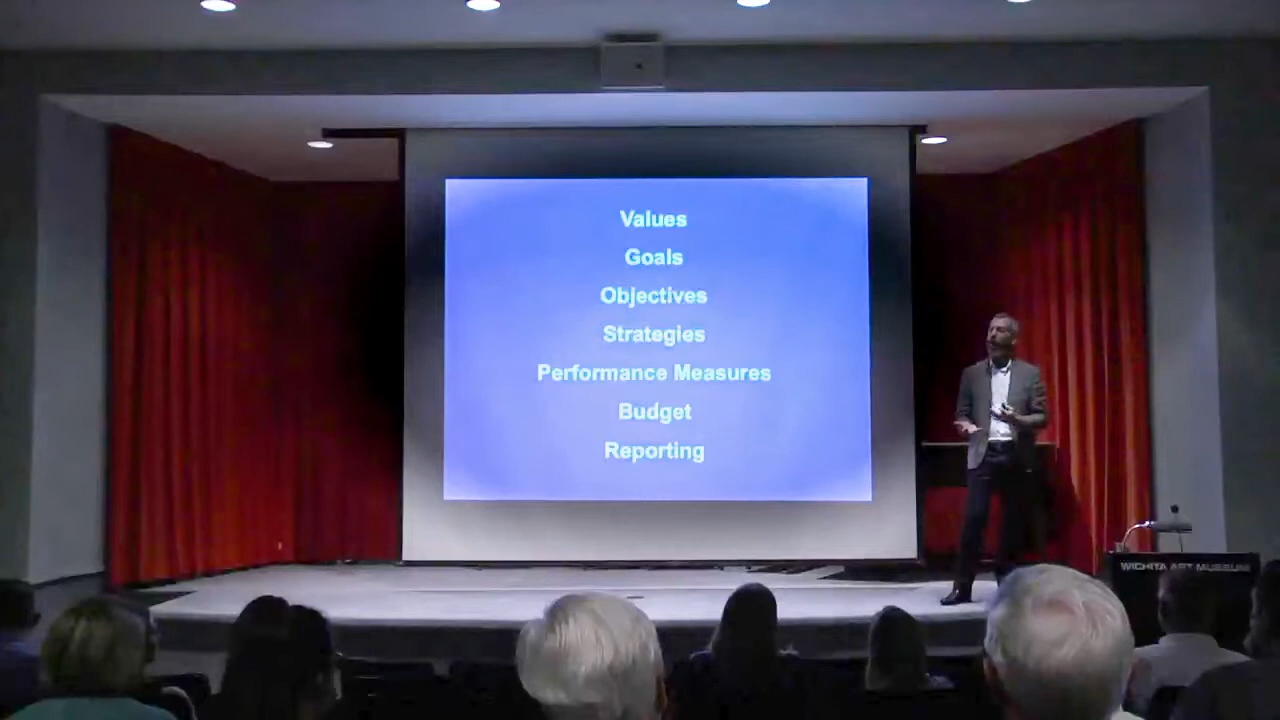 Values
Goals
Objectives
Strategies
Performance Measures
Budget
Reporting
WICHITA ART MUSEUM